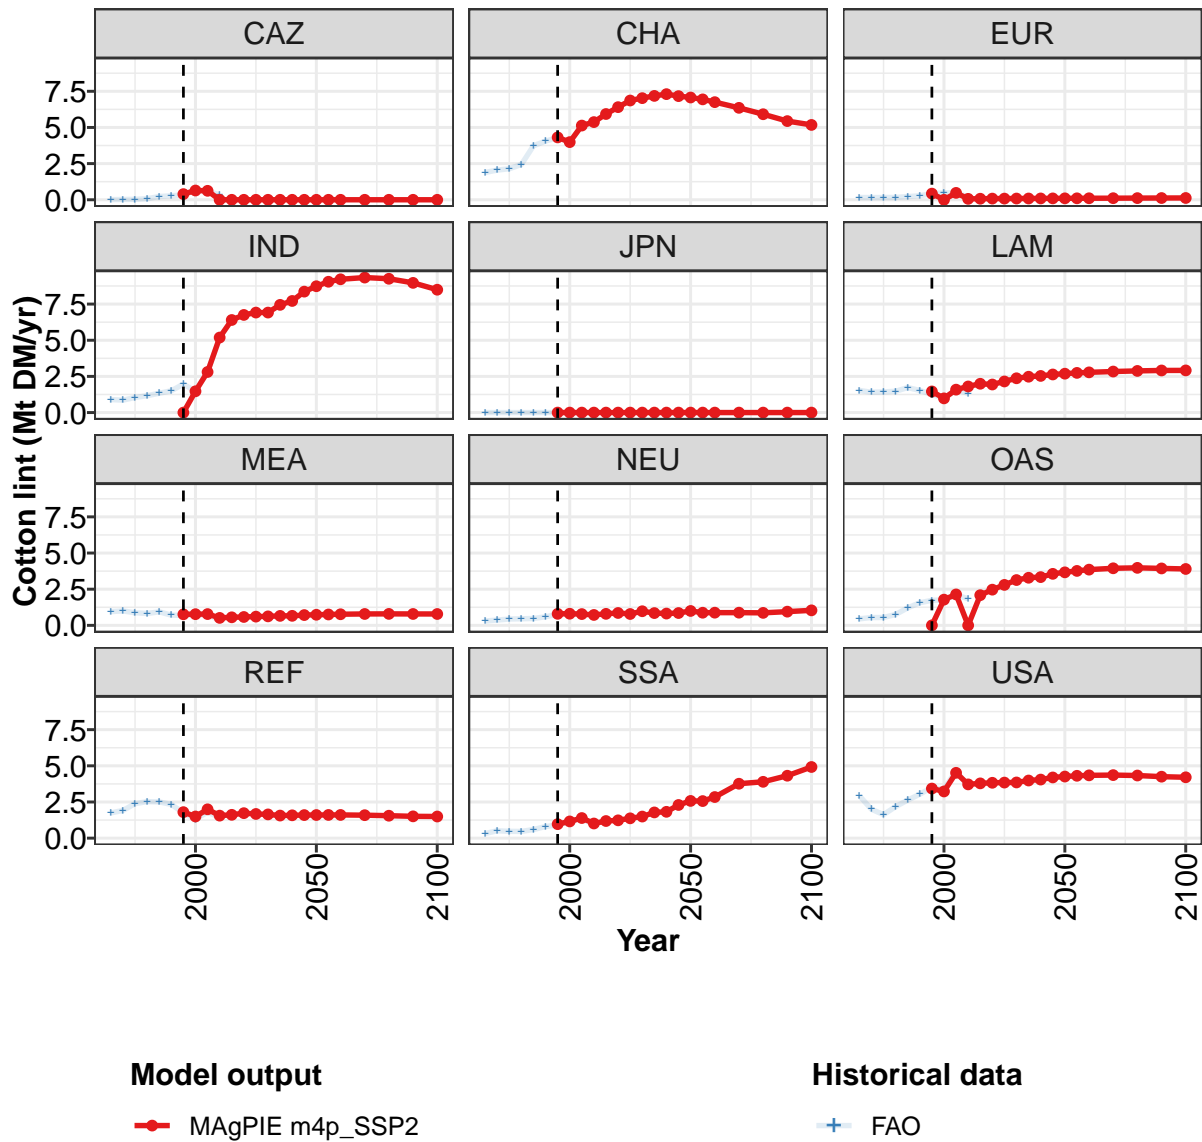 CAZ CHA EUR
7.5
5.0
2.5
0.0
IND JPN LAM
7.5
5.0
2.5
0.0
MEA NEU OAS
7.5
5.0
2.5
0.0
REF SSA USA
7.5
5.0
2.5
0.0
Cotton lint (Mt DM/yr)
2000 2050 2100 2000 2050 2100 2000 2050 2100
Year
Model output Historical data
MAgPIE m4p_SSP2 FAO